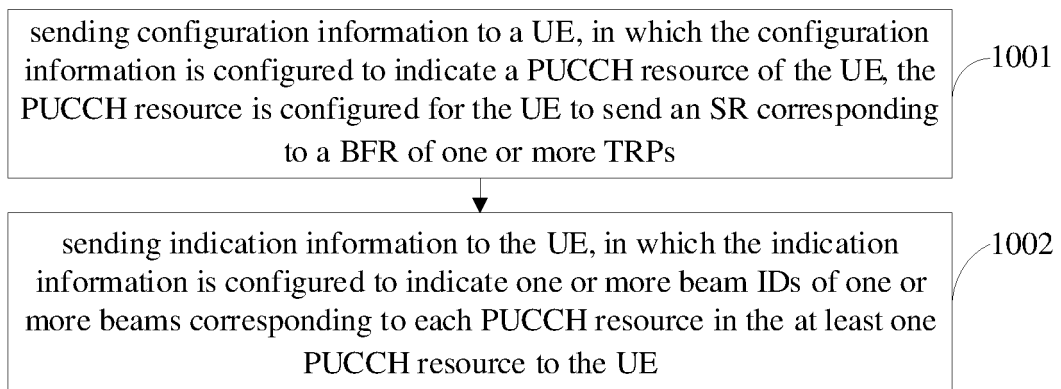 sending configuration information to a UE, in which the configuration
information is configured to indicate a PUCCH resource of the UE, the
PUCCH resource is configured for the UE to send an SR corresponding
to a BFR of one or more TRPs
1001
sending indication information to the UE, in which the indication
information is configured to indicate one or more beam IDs of one or
more beams corresponding to each PUCCH resource in the at least one
PUCCH resource to the UE
1002